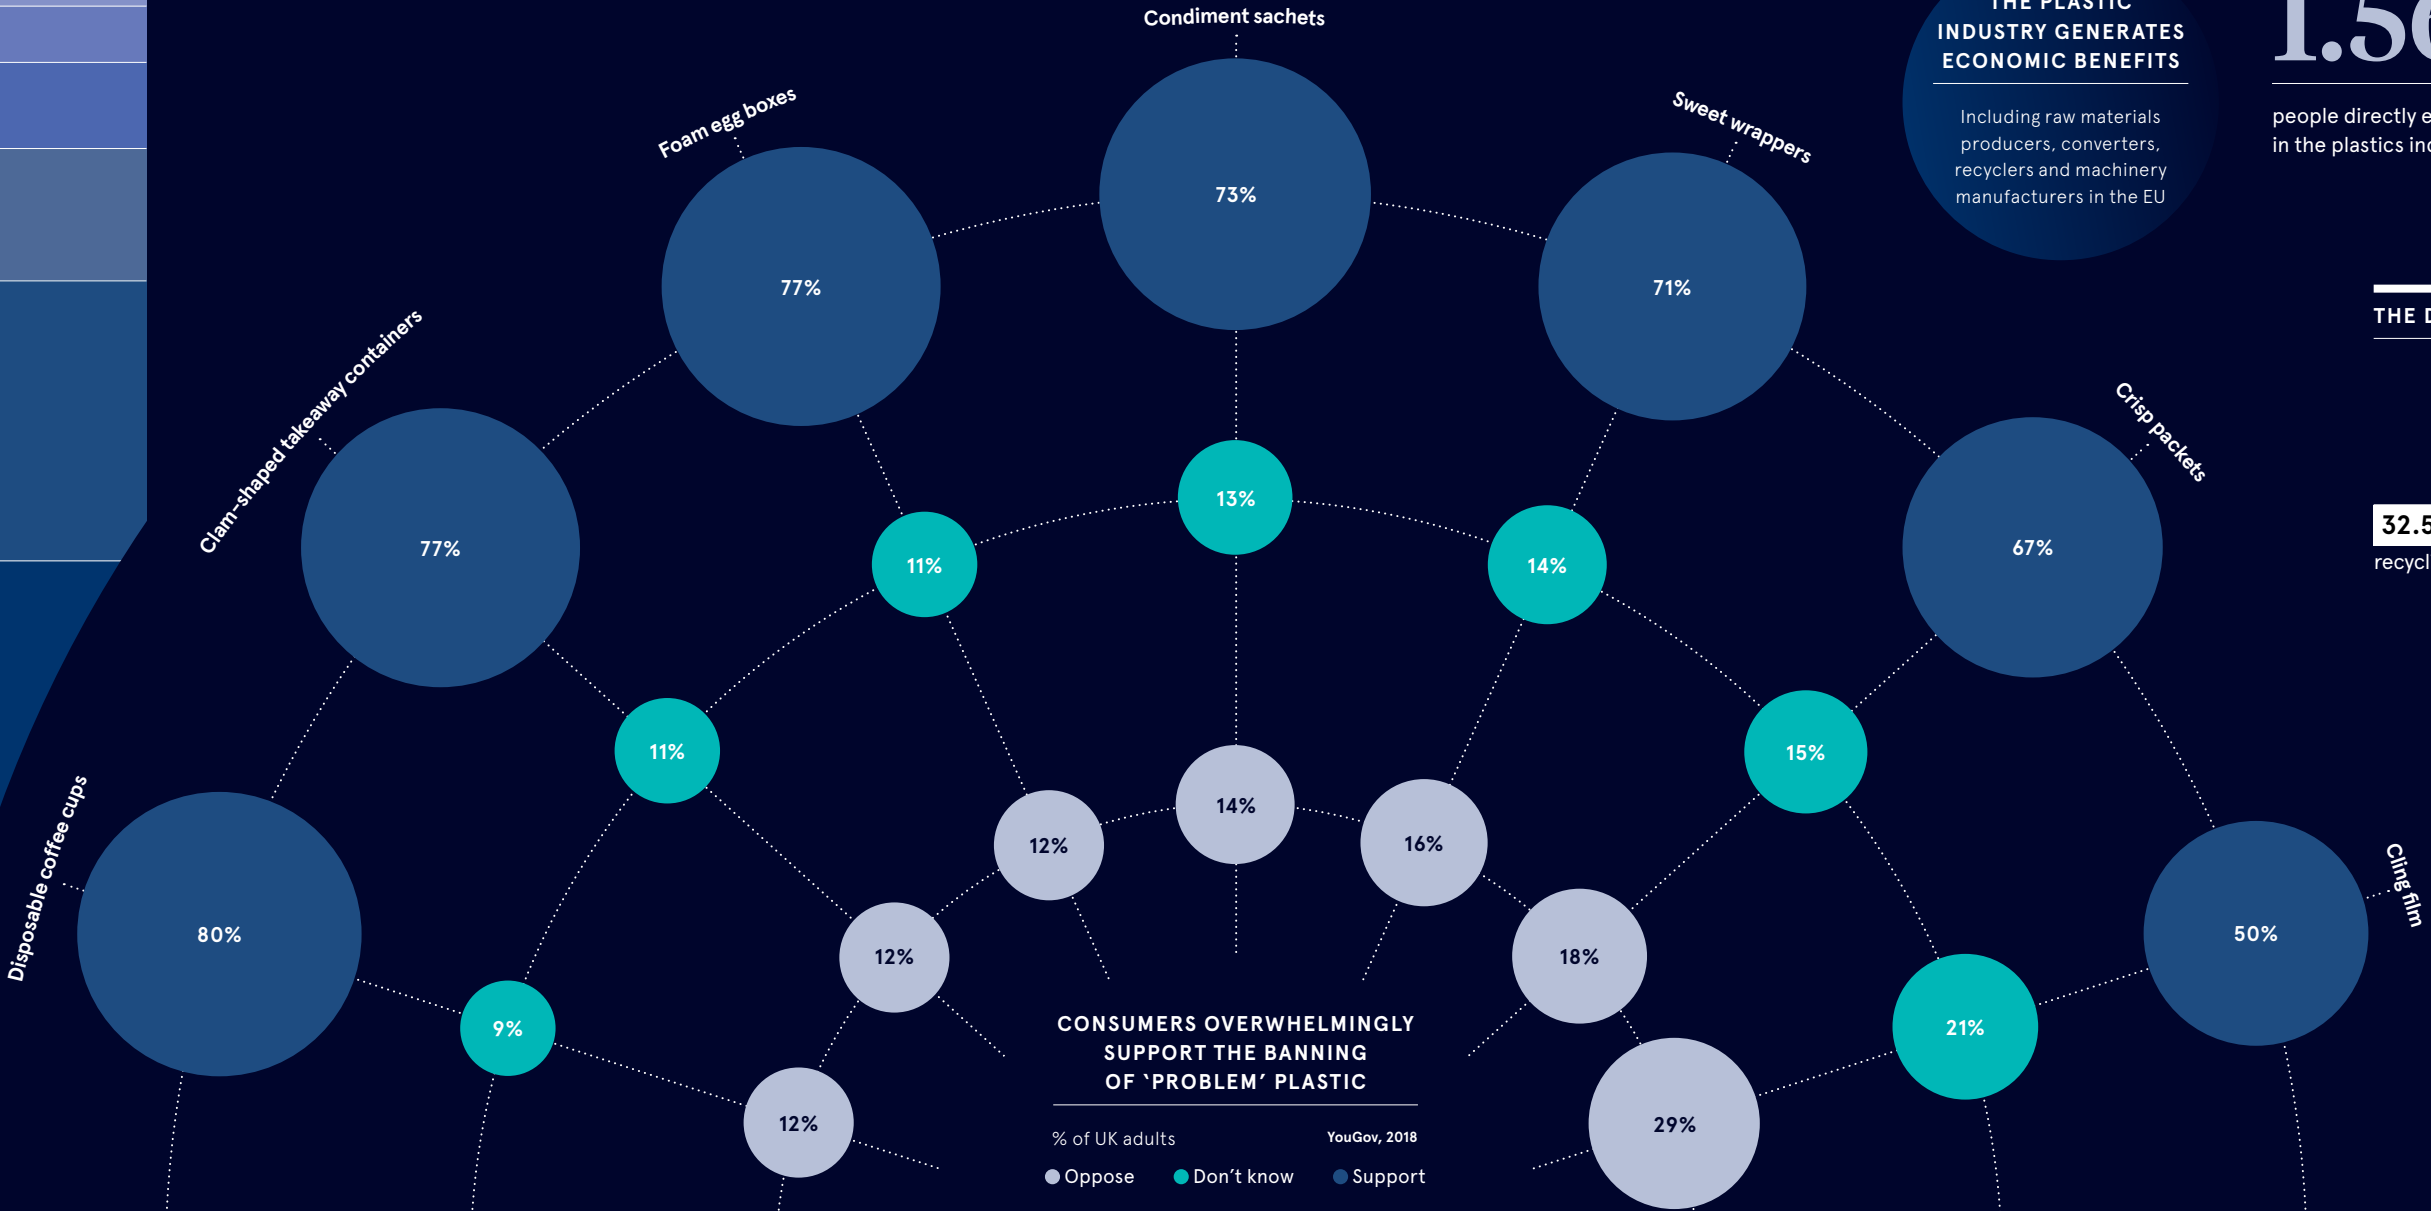 Condiment sachets
73%
13%
14%
Foam egg boxes
77%
11%
12%
Sweet wrappers
71%
14%
16%
Clam-shaped takeaway containers
77%
11%
12%
Crisp packets
67%
15%
18%
Disposable coffee cups
80%
9%
12%
Cling film
50%
21%
29%
CONSUMERS OVERWHELMINGLY
SUPPORT THE BANNING
OF ‘PROBLEM’ PLASTIC
% of UK adults
YouGov, 2018
Oppose
Don’t know
Support
THE PLASTIC
INDUSTRY GENERATES
ECONOMIC BENEFITS
Including raw materials
producers, converters,
recyclers and machinery
manufacturers in the EU
people directly
in the plastics
THE
32.5